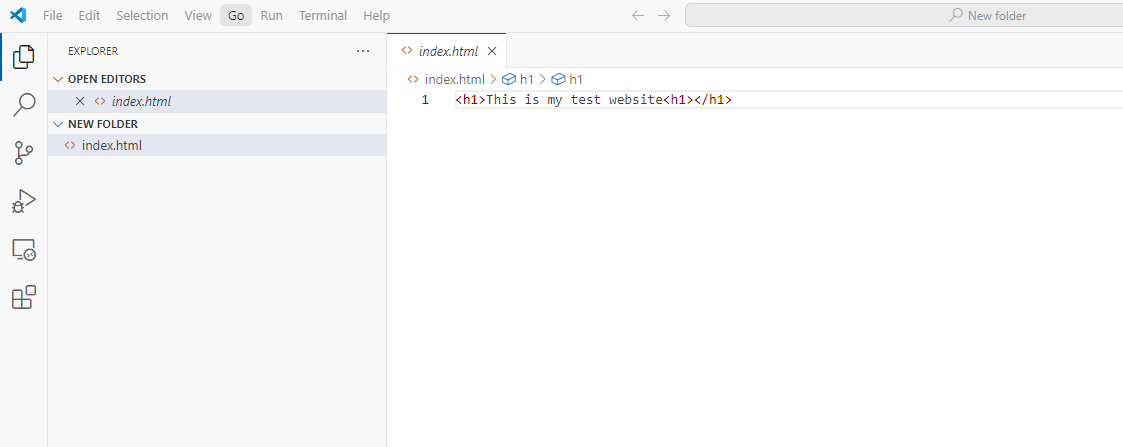 File Edit Selection View Go Run Terminal Help New folder
EXPLORER
OPEN EDITORS
index.html
NEW FOLDER
index.html
index.html
index.html > h1 > h1
1 <h1>This is my test website<h1></h1>